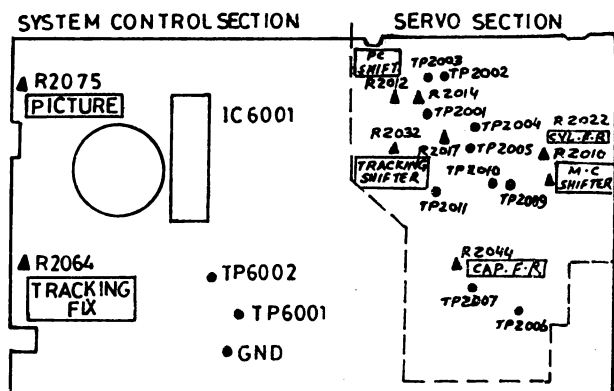 SYSTEM CONTROL SECTION
SERVO SECTION
R2075
PICTURE
IC6001
R2064
TRACKING
FIX
TP6002
TP6001
GND
PC
SHIFT
TP2003
TP2002
R2012
R2014
TP2001
R2032
TP2004
R2022
CYL.F.R
R2017
TP2005
R2010
TRACKING
SHIFTER
TP2010
M.C
SHIFTER
TP2011
TP2009
R2044
CAP.F.R
TP2007
TP2006